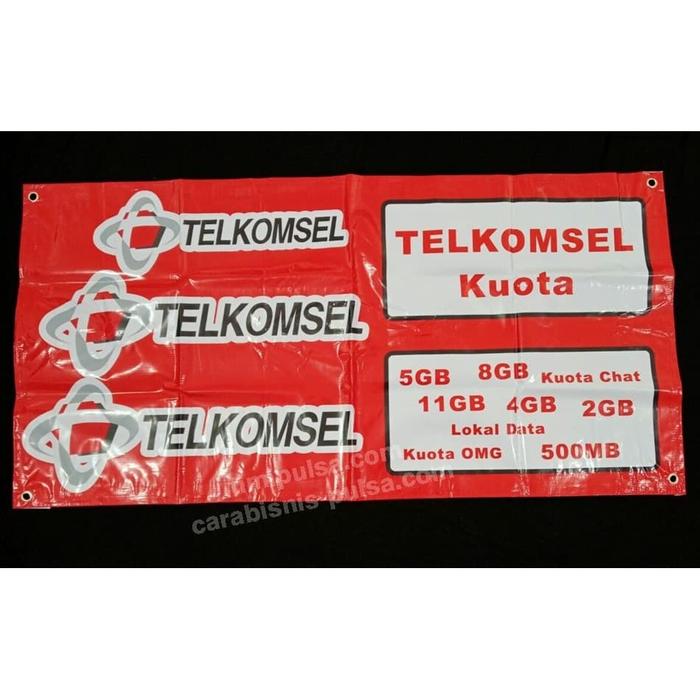 TELKOMSEL
TELKOMSEL
TELKOMSEL
TELKOMSEL
Kuota
5GB 8GB Kuota Chat
11GB 4GB 2GB
Lokal Data
Kuota OMG 500MB
carabisnis-pulsa.com